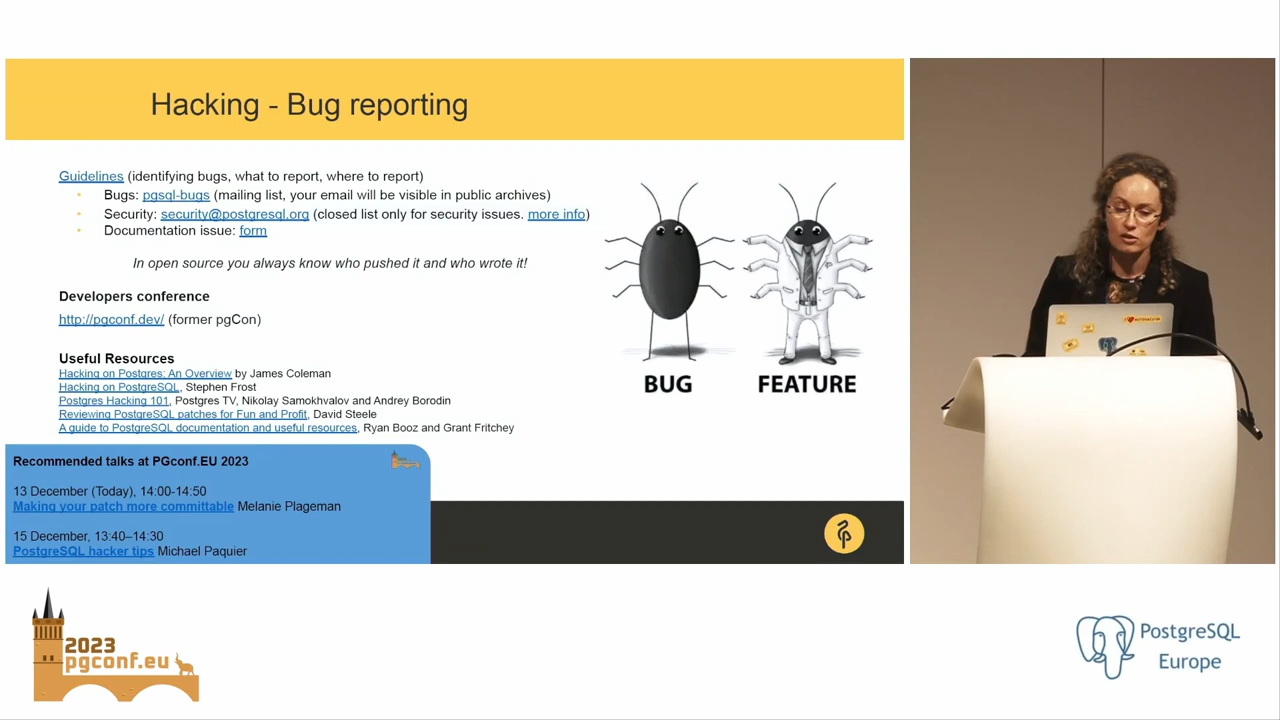 Hacking - Bug reporting
Guidelines (identifying bugs, what to report, where to report)
Bugs: pgsql-bugs (mailing list, your email will be visible in public archives)
Security: security@postgresql.org (closed list only for security issues. more info)
Documentation issue: form
In open source you always know who pushed it and who wrote it!
Developers conference
http://pgconf.dev/ (former pgCon)
Useful Resources
Hacking on Postgres: An Overview by James Coleman
Hacking on PostgreSQL, Stephen Frost
Postgres Hacking 101, Postgres TV, Nikolay Samokhvalov and Andrey Borodin
Reviewing PostgreSQL patches for Fun and Profit, David Steele
A guide to PostgreSQL documentation and useful resources, Ryan Booz and Grant Fritchey
BUG
FEATURE
Recommended talks at PGconf.EU 2023
13 December (Today), 14:00-14:50
Making your patch more committable Melanie Plageman
15 December, 13:40–14:30
PostgreSQL hacker tips Michael Paquier
2023
pgconf.eu
PostgreSQL
Europe